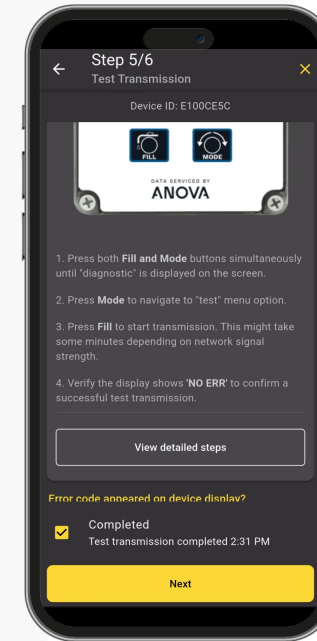 Step 5/6
Test Transmission
Device ID: E100CE5C
FILL
MODE
DATA SERVICED BY
ANOVA
1. Press both Fill and Mode buttons simultaneously
until "diagnostic" is displayed on the screen.
2. Press Mode to navigate to "test" menu option.
3. Press Fill to start transmission. This might take
some minutes depending on network signal
strength.
4. Verify the display shows 'NO ERR' to confirm a
successful test transmission.
View detailed steps
Error code appeared on device display?
Completed
Test transmission completed 2:31 PM
Next